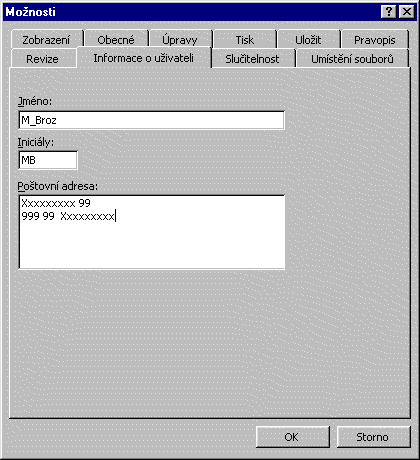 Možnosti
Zobrazení Obecné Úpravy Tisk Uložit Pravopis
Revize Informace o uživateli Slučitelnost Umístění souborů
Jméno:
M_Broz
Iniciály:
MB
Poštovní adresa:
Xxxxxxxxx 99
999 99 Xxxxxxxxx
OK Storno